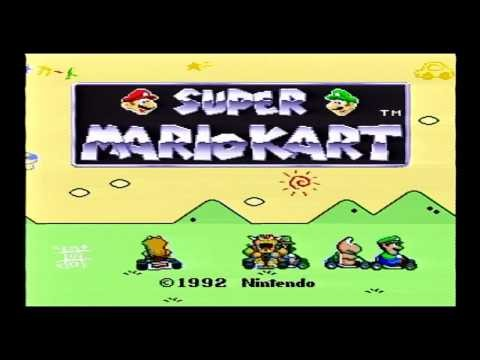 SUPER
MARIOKART
TM
©1992 Nintendo